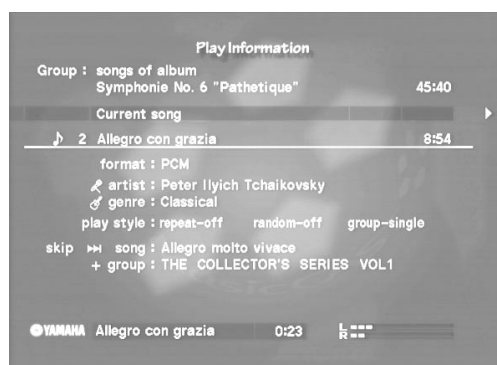 Play Information
Group : songs of album
Symphonie No. 6 "Pathetique" 45:40
Current song
2 Allegro con grazia 8:54
format : PCM
artist : Peter Ilyich Tchaikovsky
genre : Classical
play style : repeat-off random-off group-single
skip song : Allegro molto vivace
+ group : THE COLLECTOR'S SERIES VOL1
YAMAHA Allegro con grazia 0:23 L
R